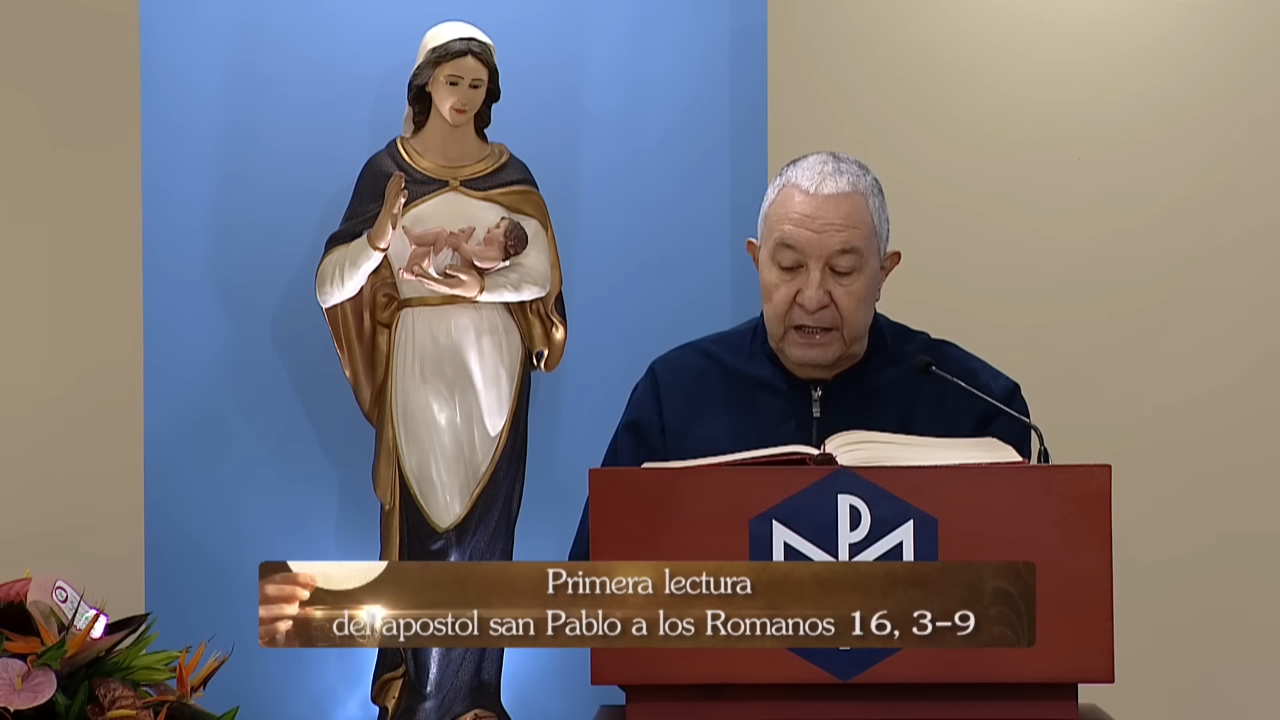 Primera lectura
del apostol san Pablo a los Romanos 16, 3-9